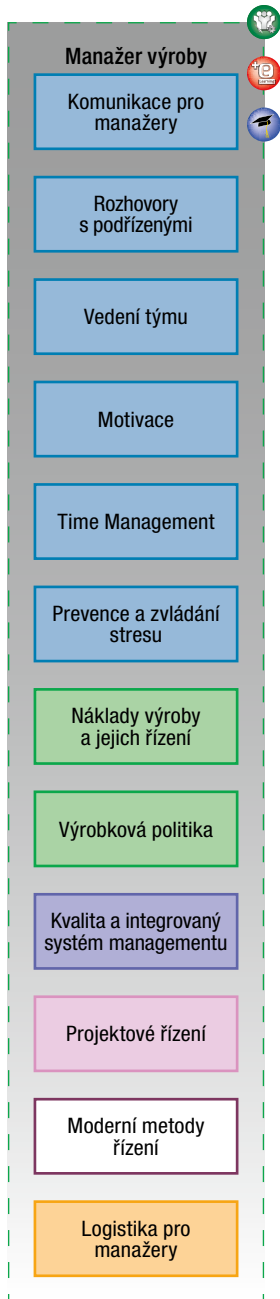 Manažer výroby
Komunikace pro
manažery
Rozhovory
s podřízenými
Vedení týmu
Motivace
Time Management
Prevence a zvládání
stresu
Náklady výroby
a jejich řízení
Výrobková politika
Kvalita a integrovaný
systém managementu
Projektové řízení
Moderní metody
řízení
Logistika pro
manažery